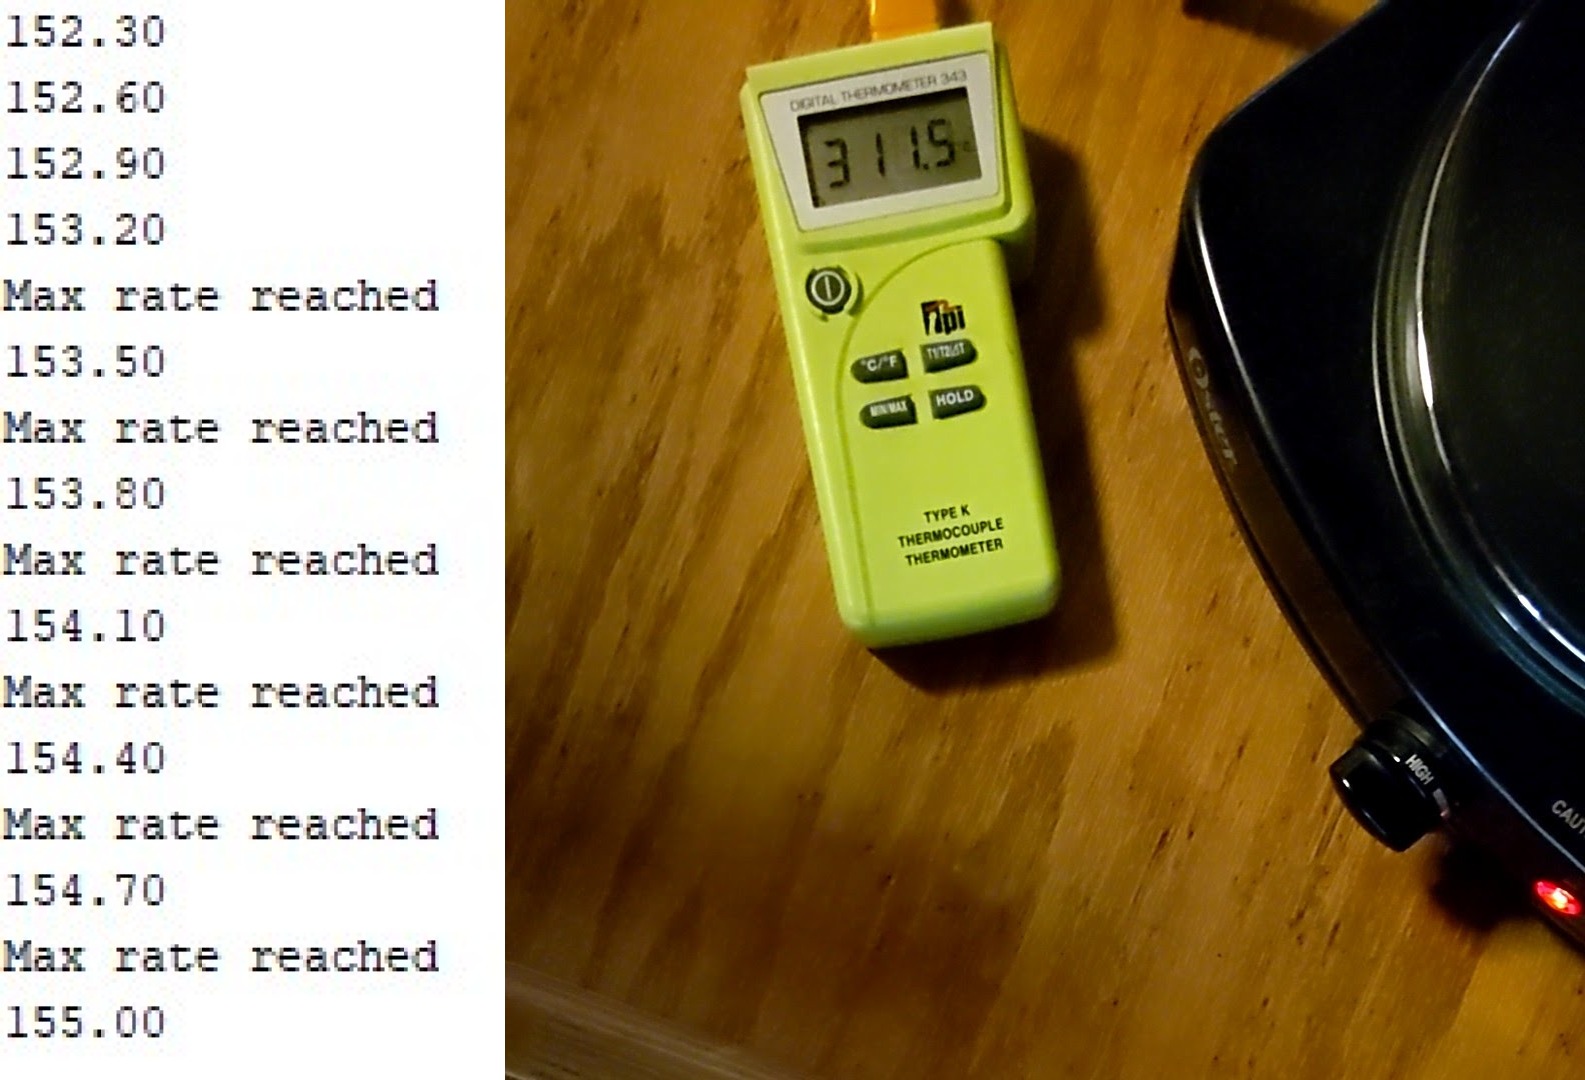 152.30
152.60
152.90
153.20
Max rate reached
153.50
Max rate reached
153.80
Max rate reached
154.10
Max rate reached
154.40
Max rate reached
154.70
Max rate reached
155.00
DIGITAL THERMOMETER 343
311.5
tpi
°C/°F
T1/T2/ΔT
MIN/MAX
HOLD
TYPE K
THERMOCOUPLE
THERMOMETER
Oster
HIGH
CAUT